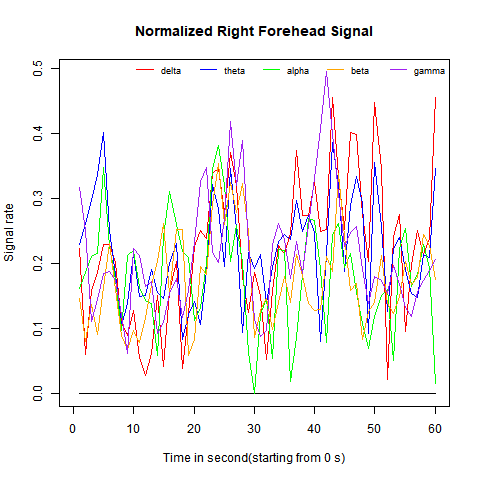 Normalized Right Forehead Signal
delta theta alpha beta gamma
0.5
0.4
0.3
0.2
0.1
0.0
Signal rate
0 10 20 30 40 50 60
Time in second(starting from 0 s)